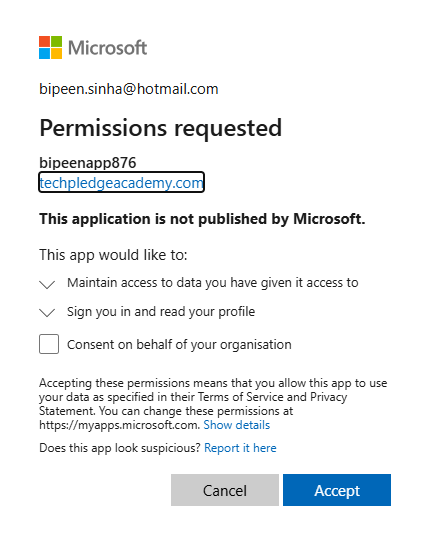 Microsoft
bipeen.sinha@hotmail.com
Permissions requested
bipeenapp876
techpledgeacademy.com
This application is not published by Microsoft.
This app would like to:
Maintain access to data you have given it access to
Sign you in and read your profile
Consent on behalf of your organisation
Accepting these permissions means that you allow this app to use
your data as specified in their Terms of Service and Privacy
Statement. You can change these permissions at
https://myapps.microsoft.com. Show details
Does this app look suspicious? Report it here
Cancel Accept